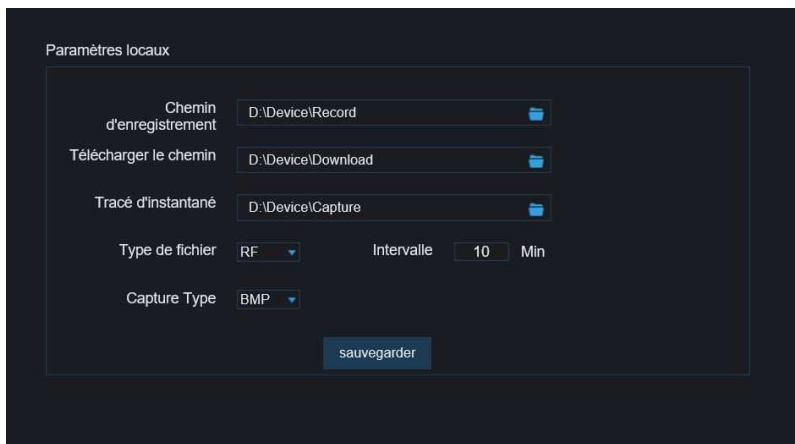 Paramètres locaux
Chemin
d'enregistrement
D:\Device\Record
Télécharger le chemin
D:\Device\Download
Tracé d'instantané
D:\Device\Capture
Type de fichier RF Intervalle 10 Min
Capture Type BMP
sauvegarder